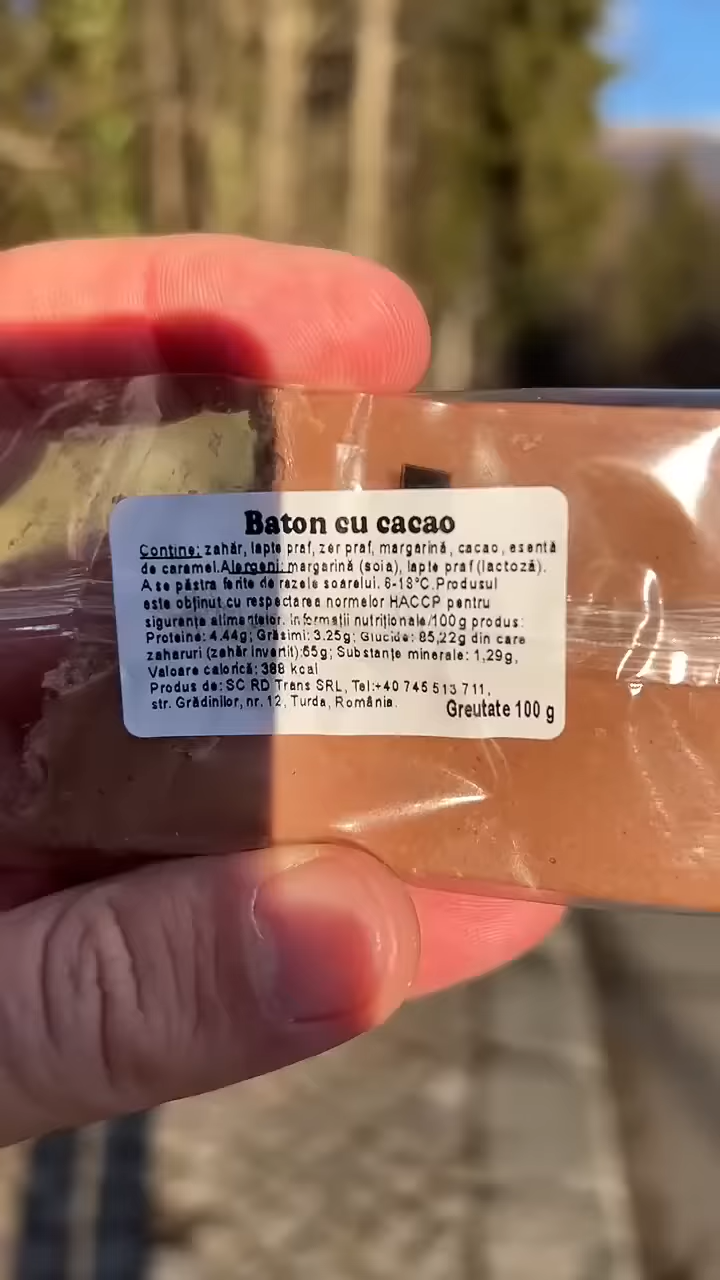 Baton cu cacao
Conține: zahăr, lapte praf, zer praf, margarină, cacao, esență
de caramel. Alergeni: margarină (soia), lapte praf (lactoză).
A se păstra ferite de razele soarelui. 6-18°C. Produsul
este obținut cu respectarea normelor HACCP pentru
siguranța alimentelor. Informații nutriționale/100g produs:
Proteine: 4.44g; Grăsimi: 3.25g; Glucide: 85,22g din care
zaharuri (zahăr invertit):65g; Substanțe minerale: 1,29g,
Valoare calorică: 388 kcal
Produs de: SC RD Trans SRL, Tel:+40 745 513 711,
str. Grădinilor, nr. 12, Turda, România.
Greutate 100 g